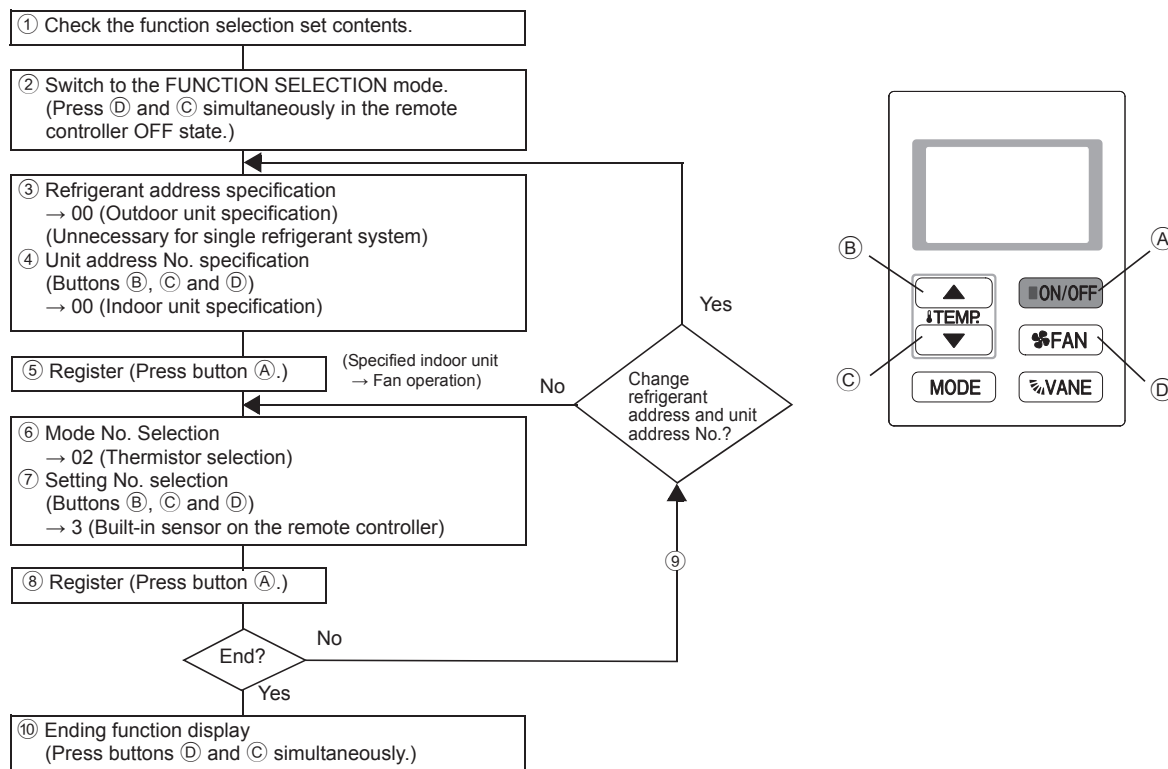 ① Check the function selection set contents.
② Switch to the FUNCTION SELECTION mode.
(Press Ⓓ and Ⓒ simultaneously in the remote
controller OFF state.)
③ Refrigerant address specification
→ 00 (Outdoor unit specification)
(Unnecessary for single refrigerant system)
④ Unit address No. specification
(Buttons Ⓑ, Ⓒ and Ⓓ)
→ 00 (Indoor unit specification)
⑤ Register (Press button Ⓐ.)
(Specified indoor unit
→ Fan operation)
No
Yes
Change
refrigerant
address and unit
address No.?
⑥ Mode No. Selection
→ 02 (Thermistor selection)
⑦ Setting No. selection
(Buttons Ⓑ, Ⓒ and Ⓓ)
→ 3 (Built-in sensor on the remote controller)
⑧ Register (Press button Ⓐ.)
⑨
End?
No
Yes
⑩ Ending function display
(Press buttons Ⓓ and Ⓒ simultaneously.)
Ⓑ
Ⓐ
ON/OFF
TEMP.
FAN
Ⓒ
Ⓓ
MODE
VANE